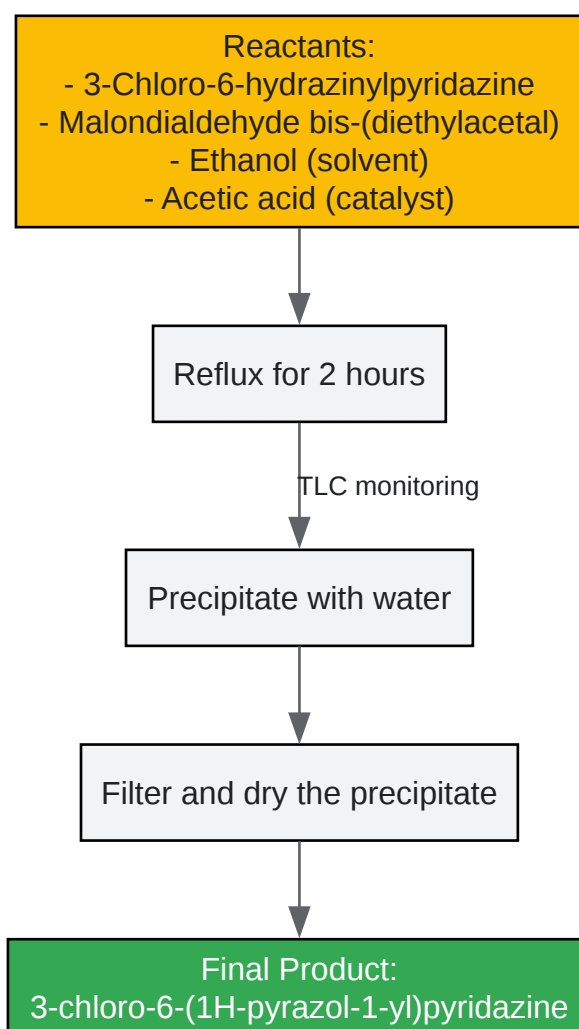 Reactants:
- 3-Chloro-6-hydrazinylpyridazine
- Malondialdehyde bis-(diethylacetal)
- Ethanol (solvent)
- Acetic acid (catalyst)
Reflux for 2 hours
TLC monitoring
Precipitate with water
Filter and dry the precipitate
Final Product:
3-chloro-6-(1H-pyrazol-1-yl)pyridazine